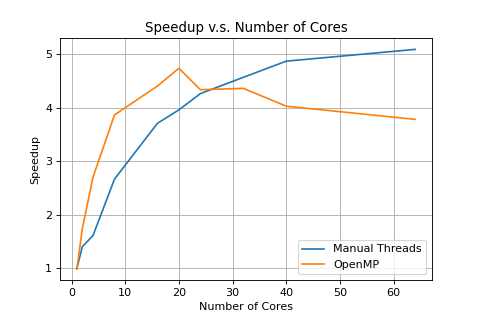 Speedup v.s. Number of Cores
5
4
3
2
1
Speedup
0
10
20
30
40
50
60
Number of Cores
Manual Threads
OpenMP